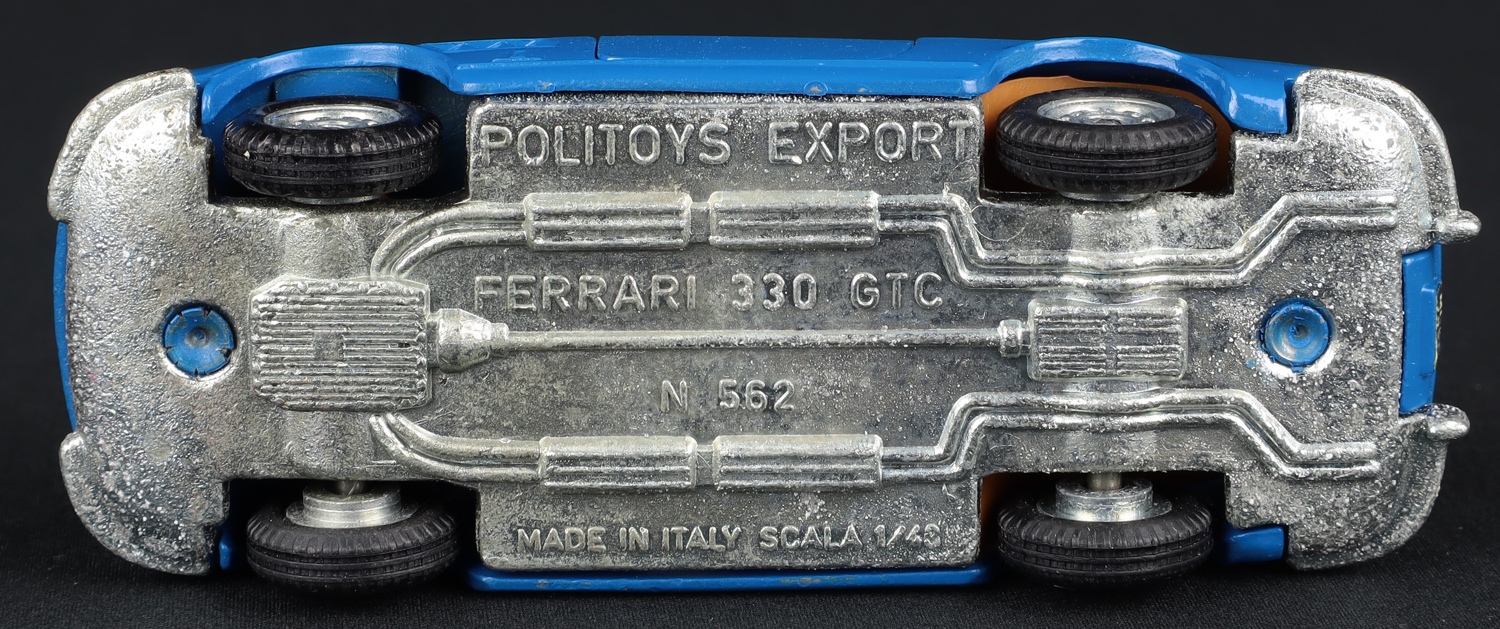 POLITOYS EXPORT
FERRARI 330 GTC
N 562
MADE IN ITALY SCALA 1/43